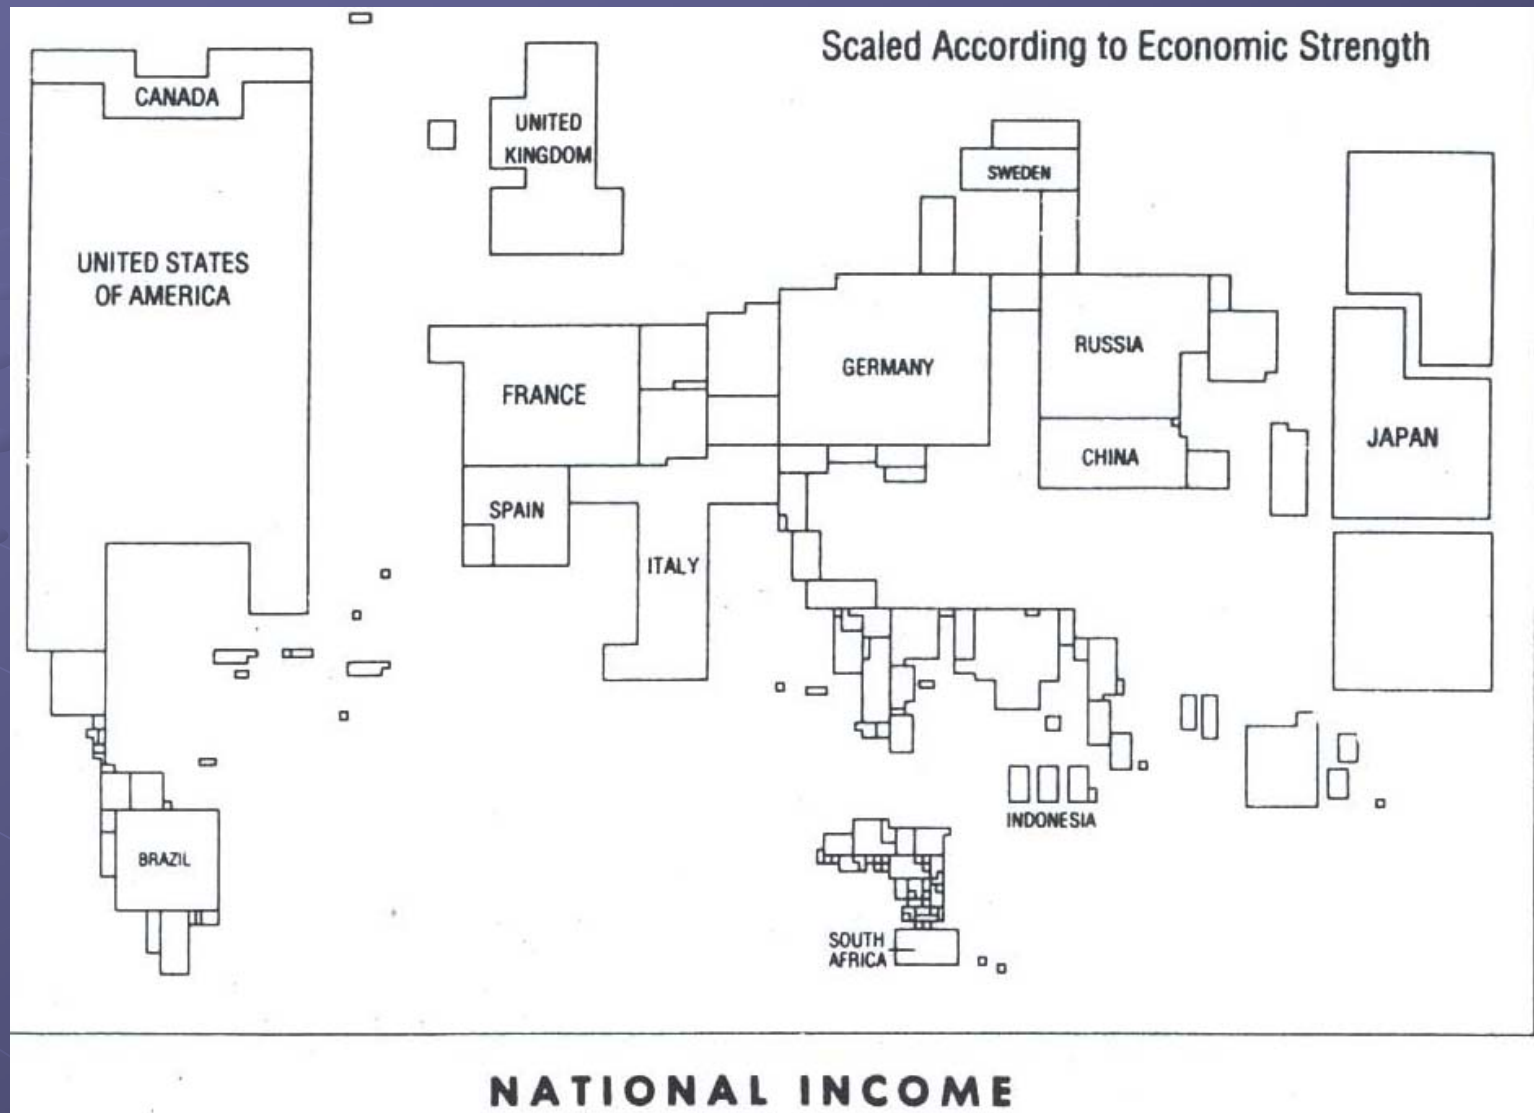 Scaled According to Economic Strength
CANADA
UNITED
KINGDOM
SWEDEN
UNITED STATES
OF AMERICA
RUSSIA
GERMANY
FRANCE
JAPAN
CHINA
SPAIN
ITALY
INDONESIA
BRAZIL
SOUTH
AFRICA
NATIONAL INCOME